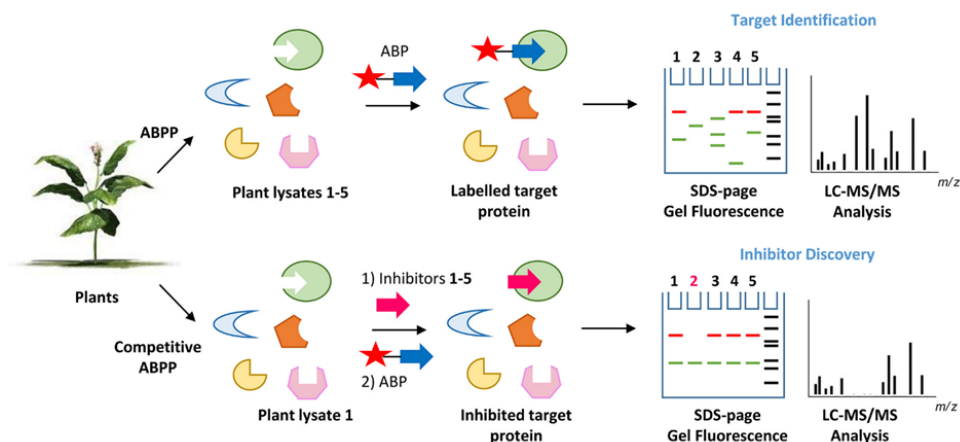 Target Identification
ABP
1 2 3 4 5
ABPP
Plant lysates 1-5
Labelled target
protein
SDS-page
Gel Fluorescence
LC-MS/MS
Analysis
m/z
Plants
Inhibitor Discovery
1) Inhibitors 1-5
1 2 3 4 5
Competitive
ABPP
2) ABP
Plant lysate 1
Inhibited target
protein
SDS-page
Gel Fluorescence
LC-MS/MS
Analysis
m/z